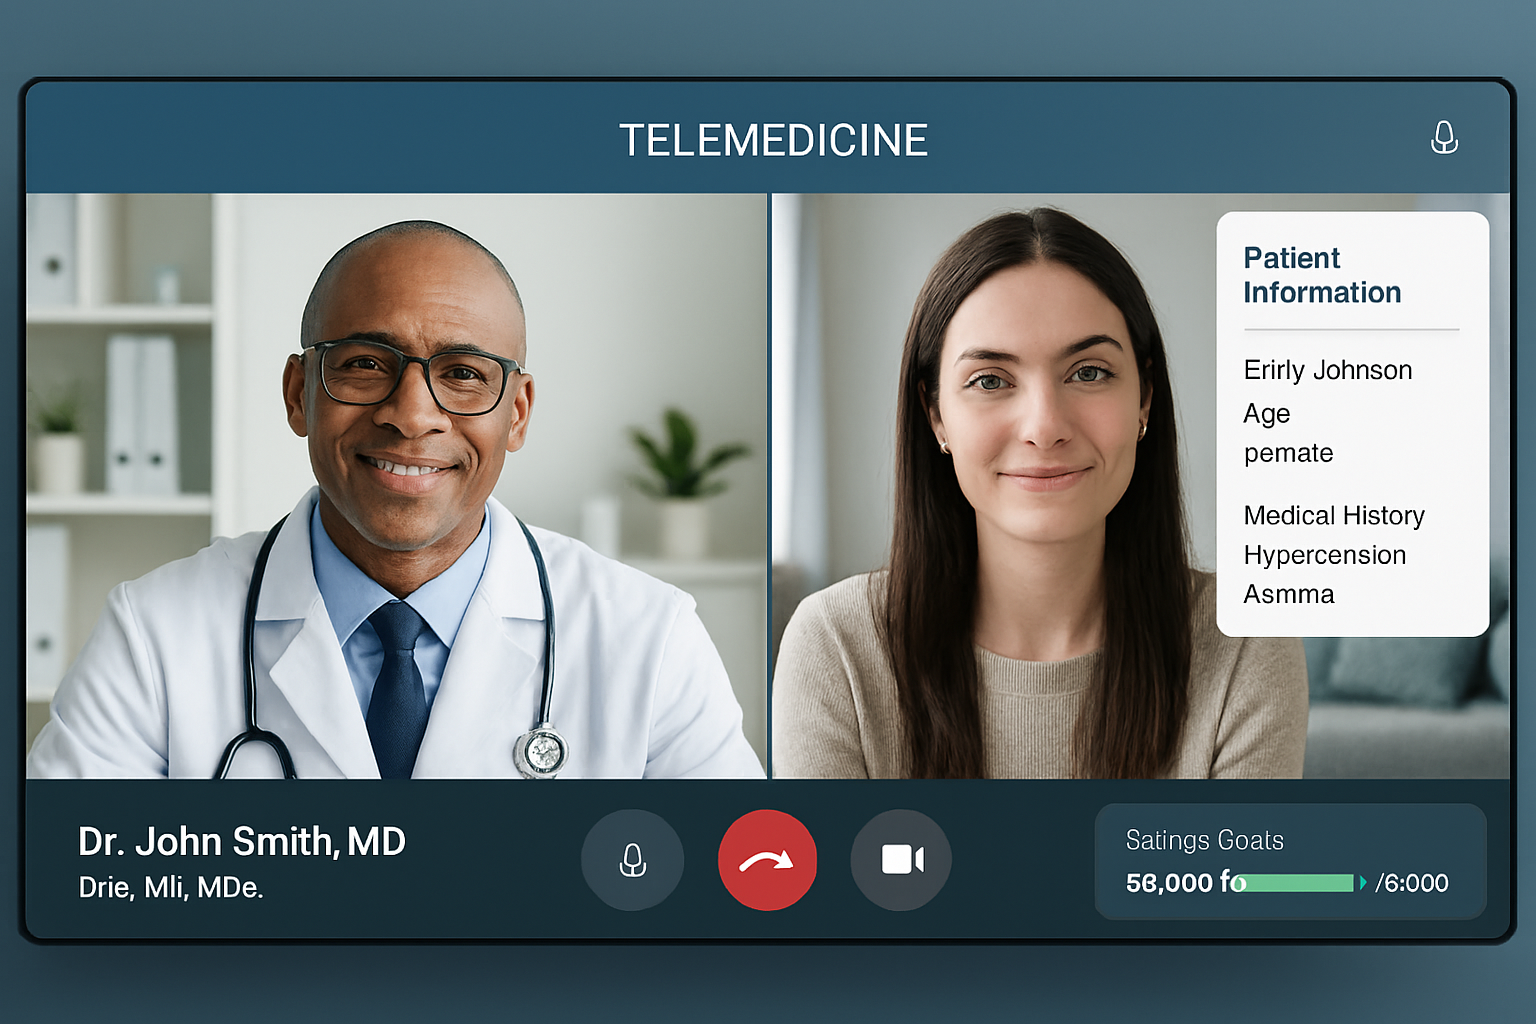 TELEMEDICINE
Patient
Information
Erirly Johnson
Age
pemate
Medical History
Hypercension
Asmma
Dr. John Smith, MD
Drie, Mli, MDe.
Satings Goats
56,000 fo /6:000